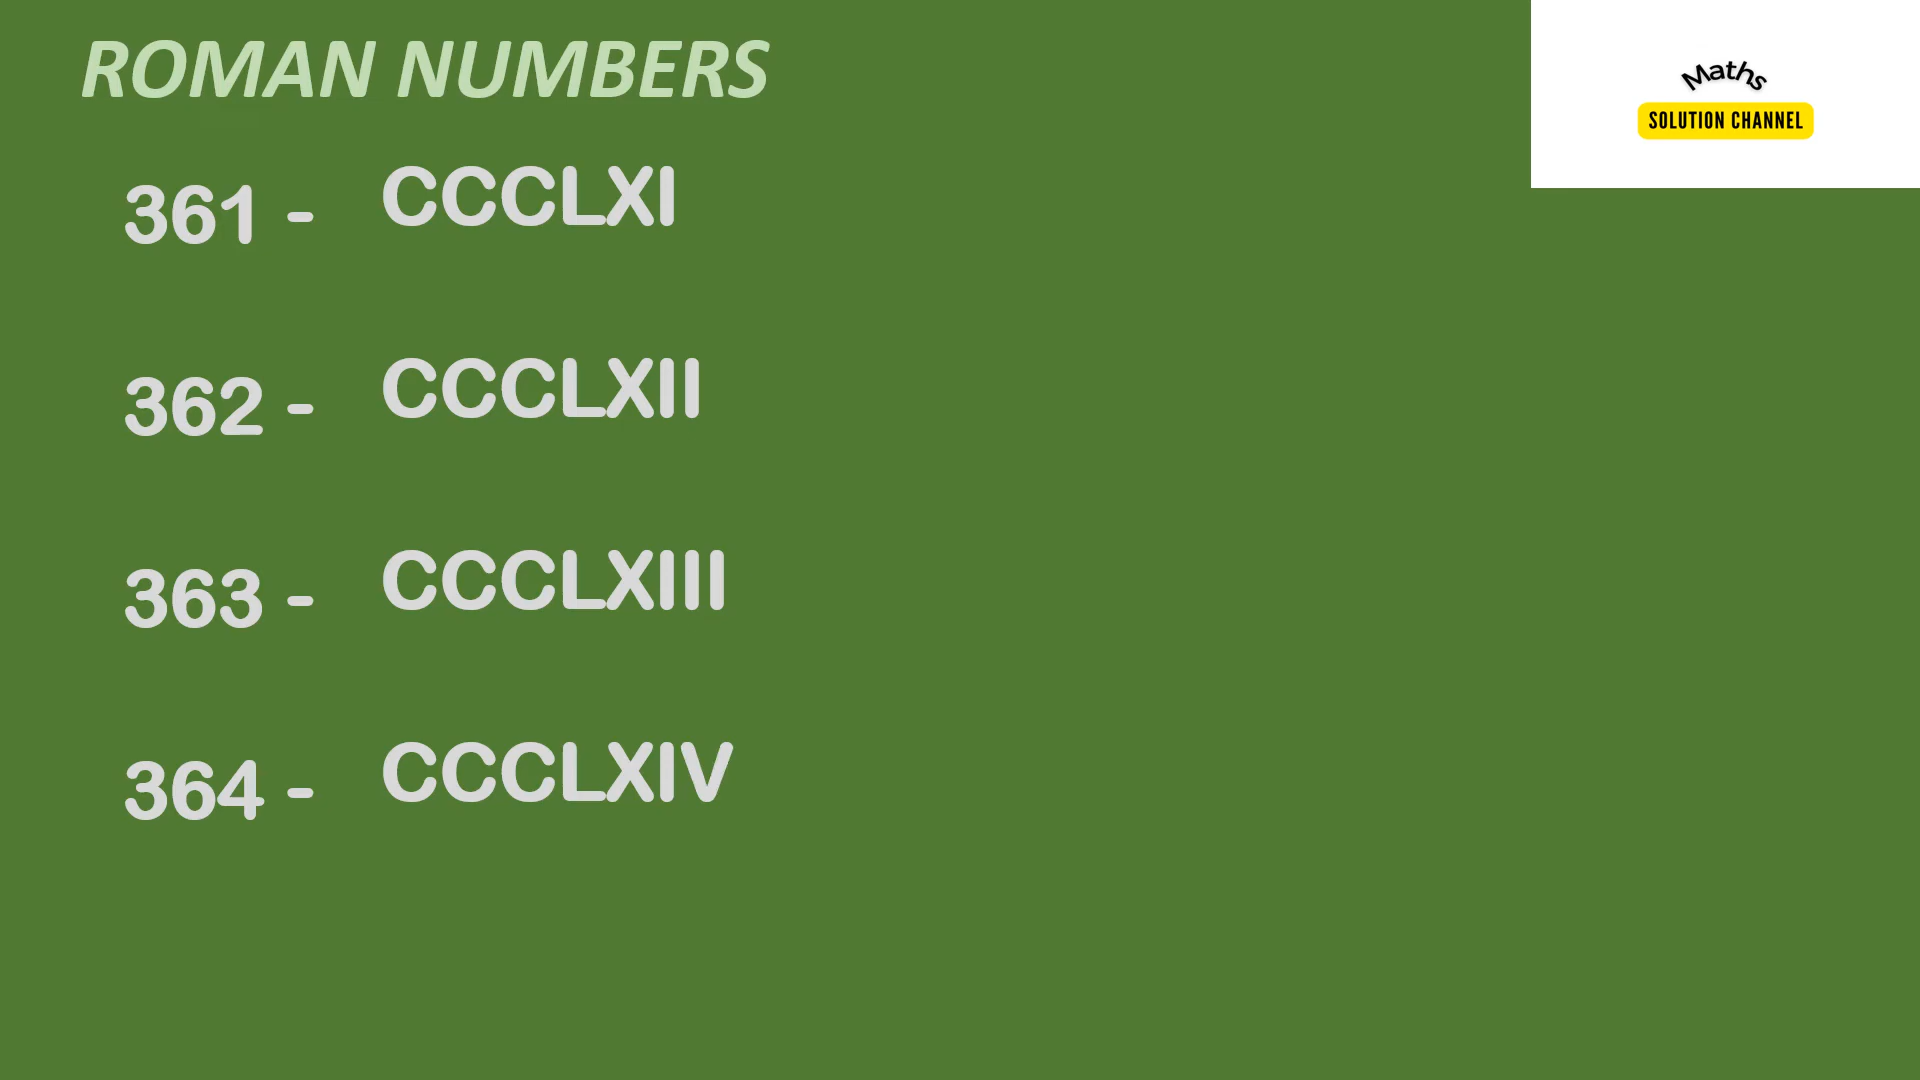 ROMAN NUMBERS
Maths
SOLUTION CHANNEL
361 - CCCLXI
362 - CCCLXII
363 - CCCLXIII
364 - CCCLXIV